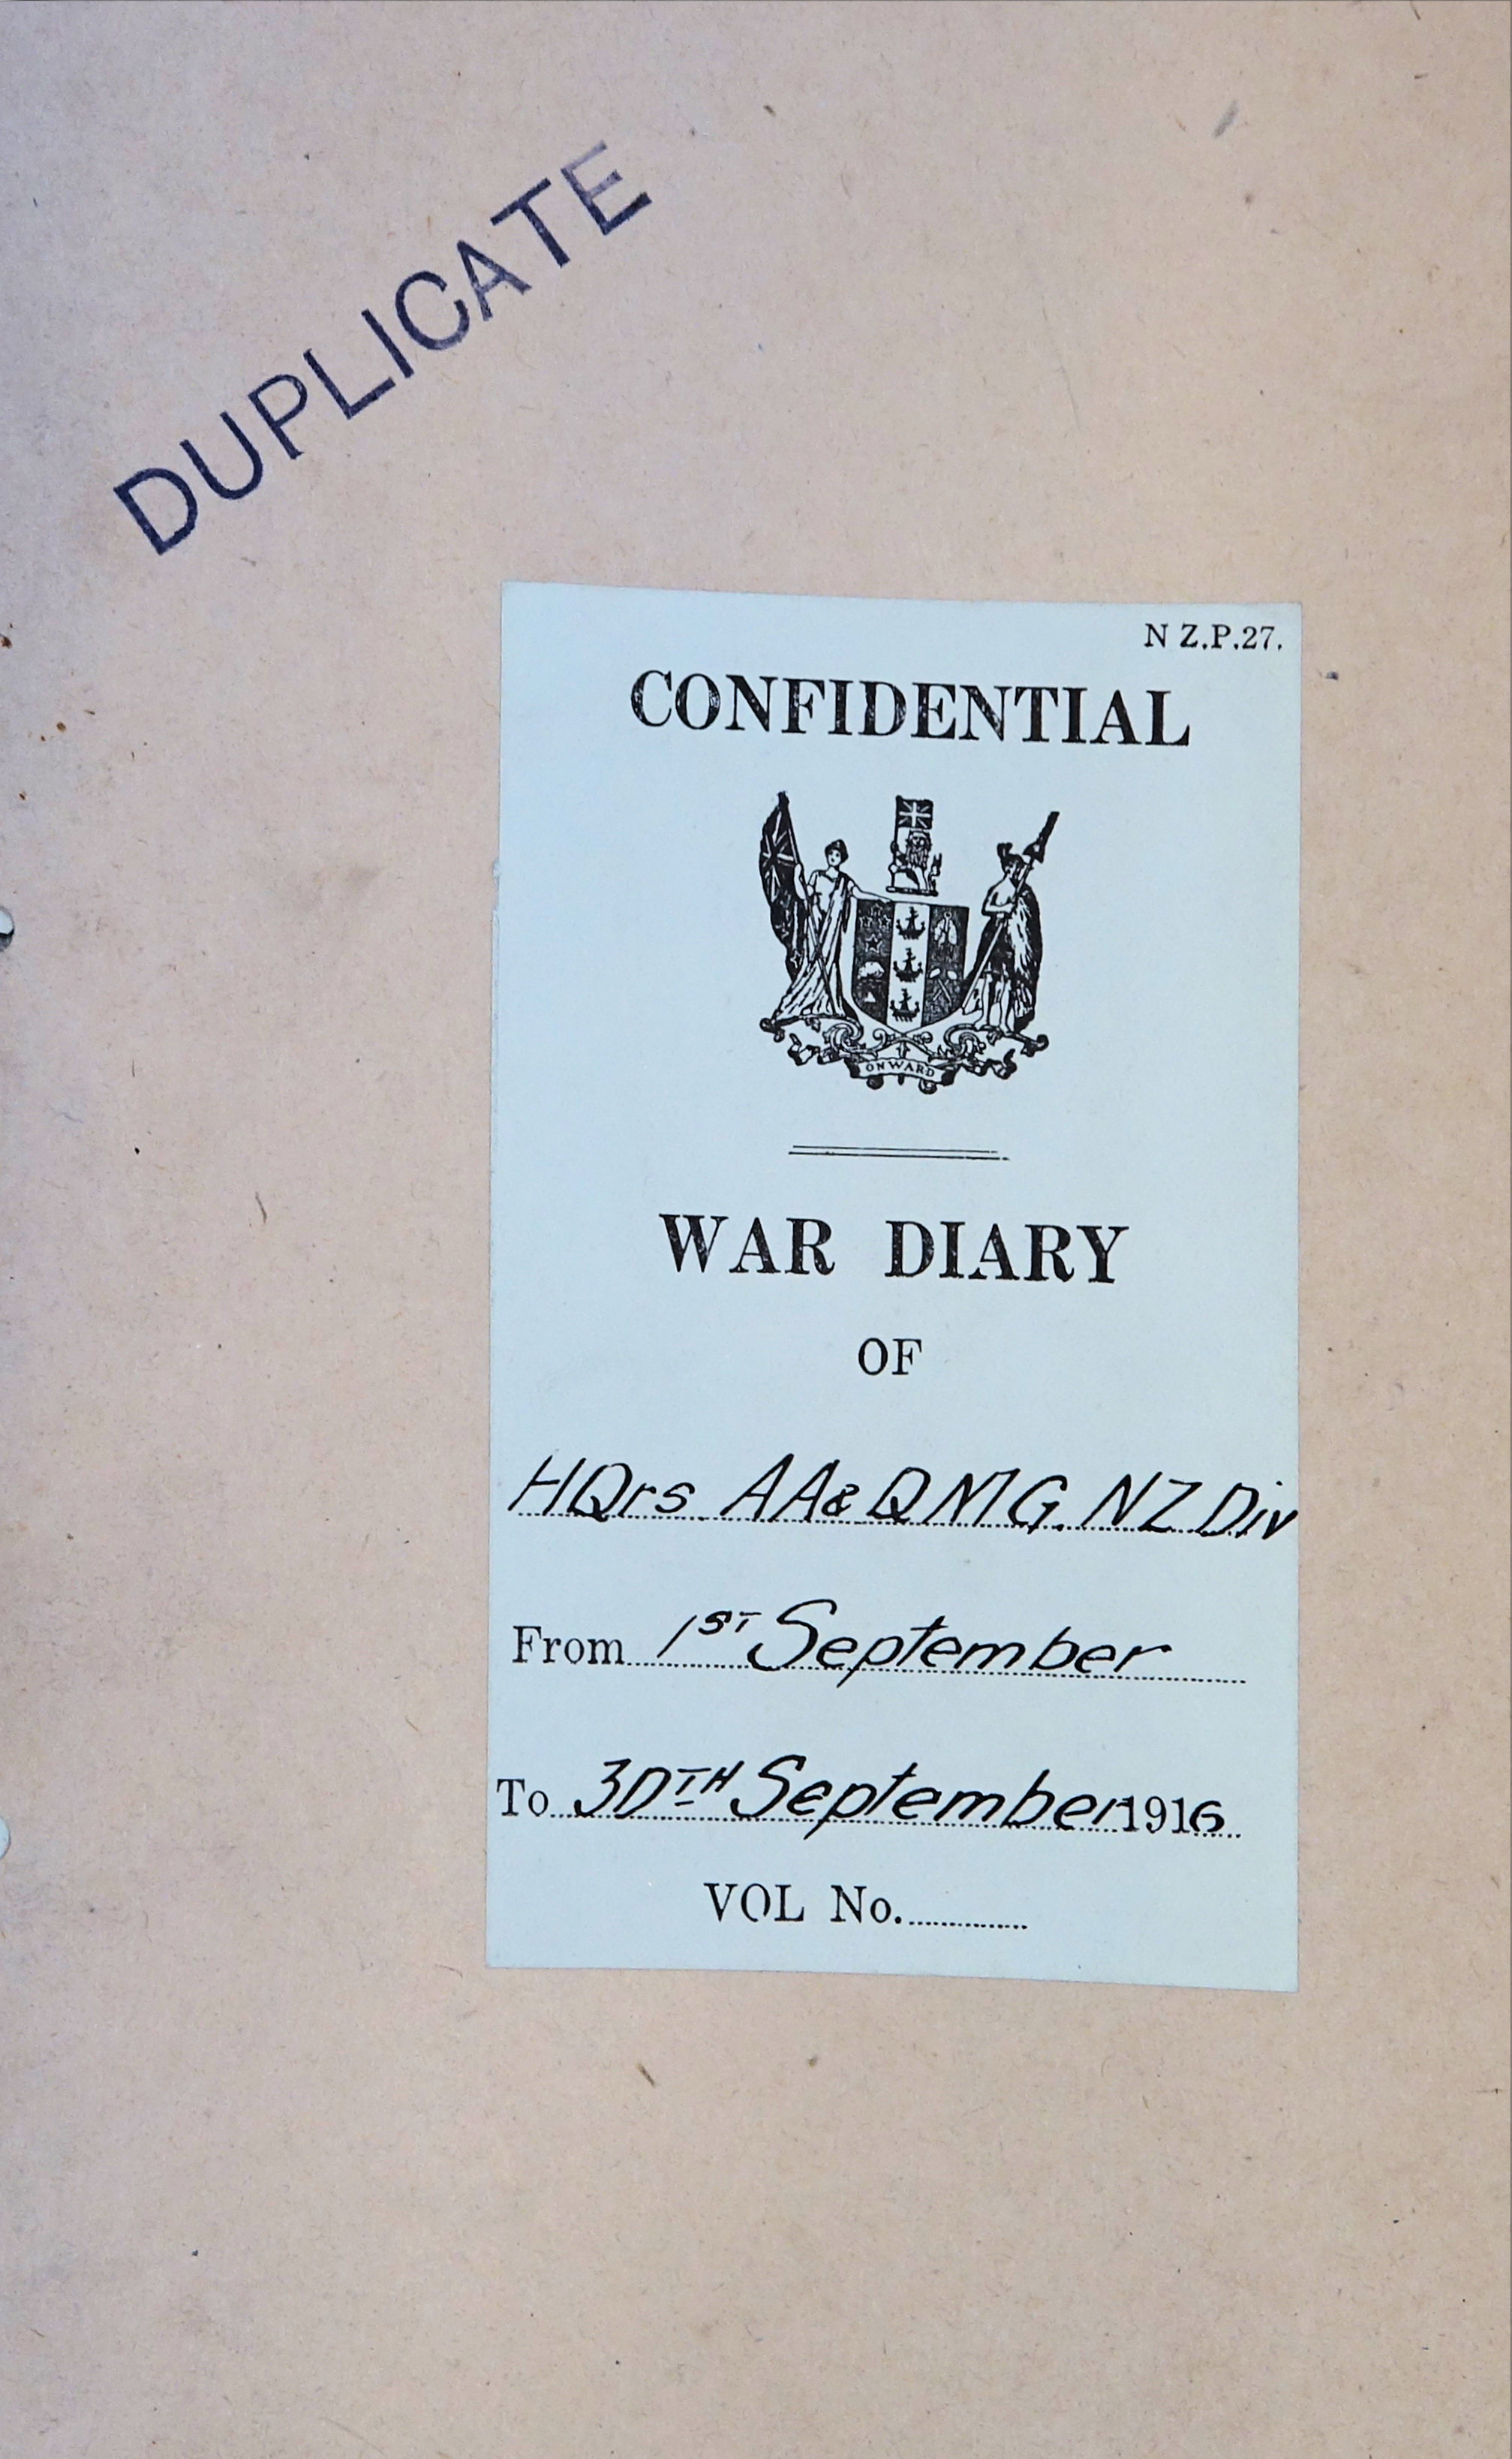 DUPLICATE
N Z.P.27.
CONFIDENTIAL
ONWARD
WAR DIARY
OF
HQrs. AA & QMG. NZ Div
From 1ST September
To 30TH September 1916
VOL No.